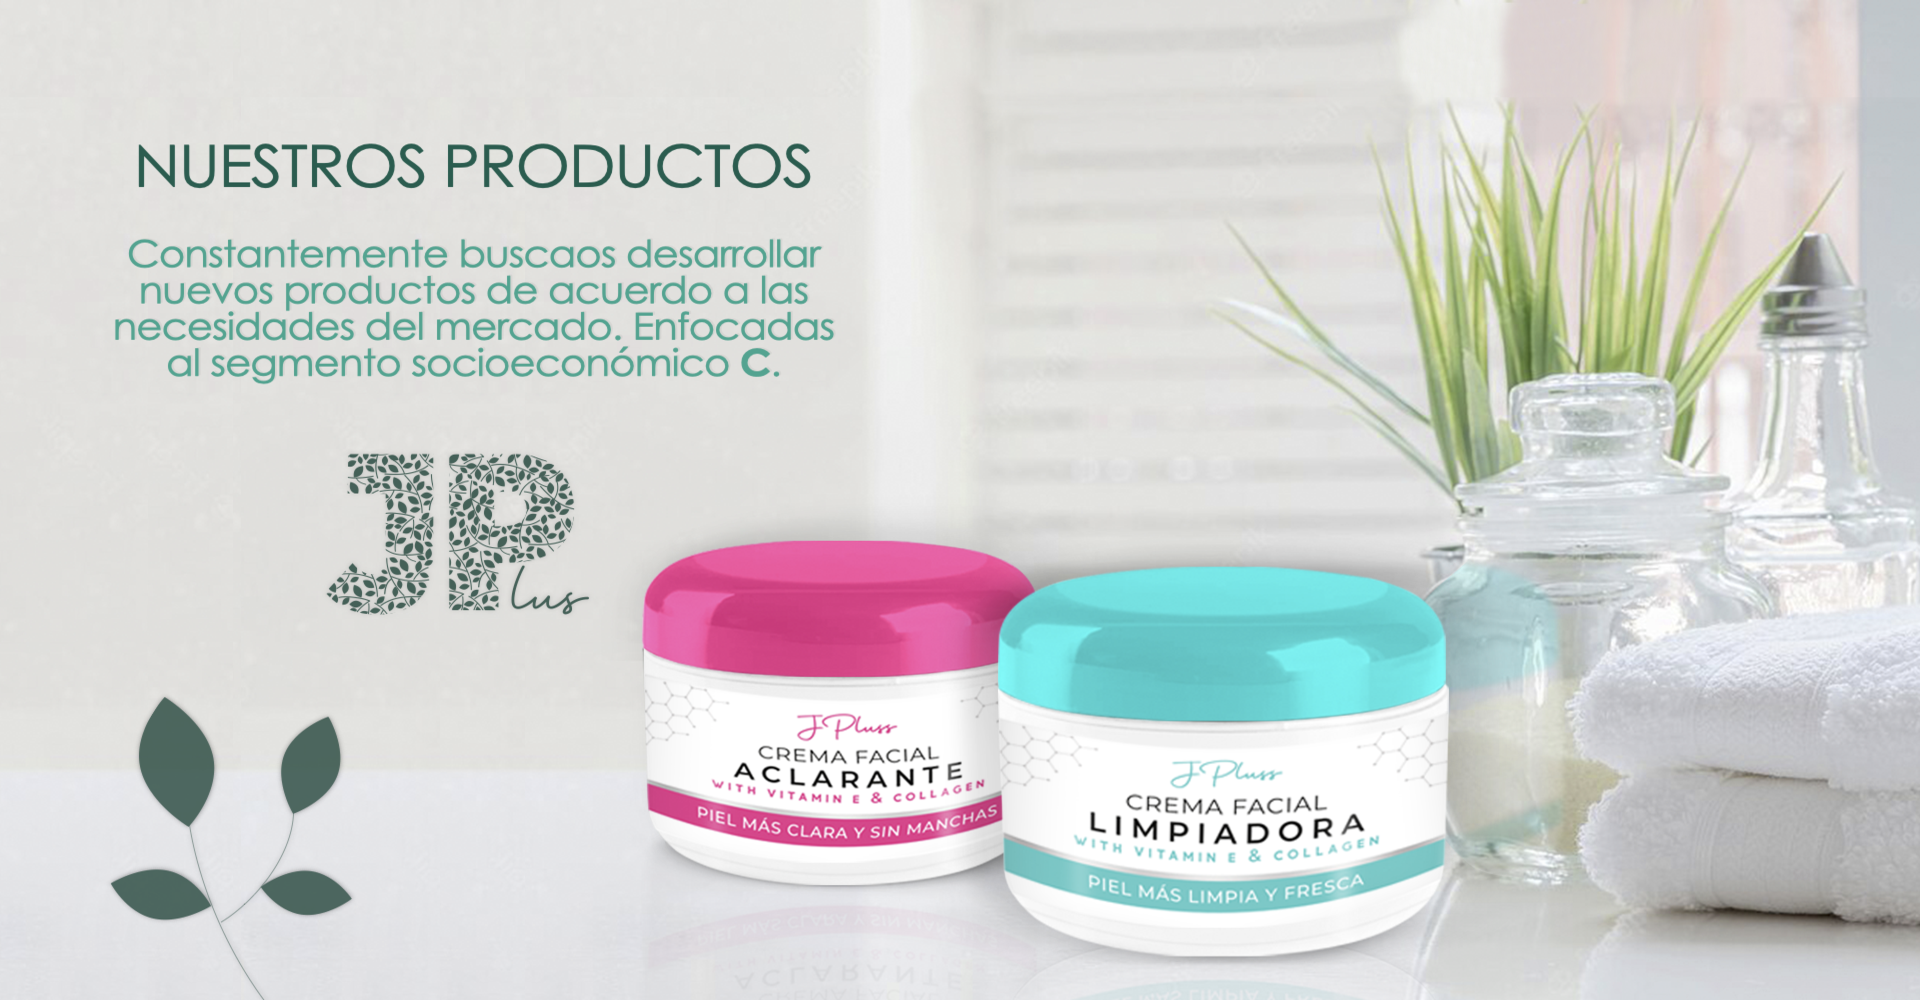 NUESTROS PRODUCTOS
Constantemente buscaos desarrollar
nuevos productos de acuerdo a las
necesidades del mercado. Enfocadas
al segmento socioeconómico C.
JPlus
J Pluss
CREMA FACIAL
ACLARANTE
WITH VITAMIN E & COLLAGEN
PIEL MÁS CLARA Y SIN MANCHAS
J Pluss
CREMA FACIAL
LIMPIADORA
WITH VITAMIN E & COLLAGEN
PIEL MÁS LIMPIA Y FRESCA